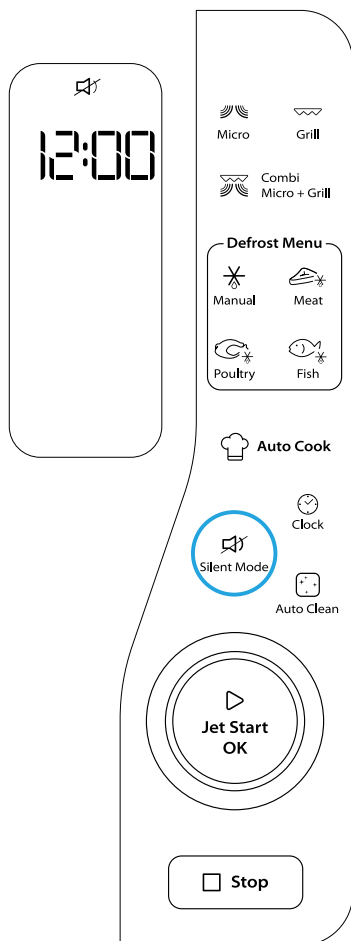 12:00
Micro
Grill
Combi
Micro + Grill
Defrost Menu
Manual
Meat
Poultry
Fish
Auto Cook
Clock
Silent Mode
Auto Clean
Jet Start
OK
Stop